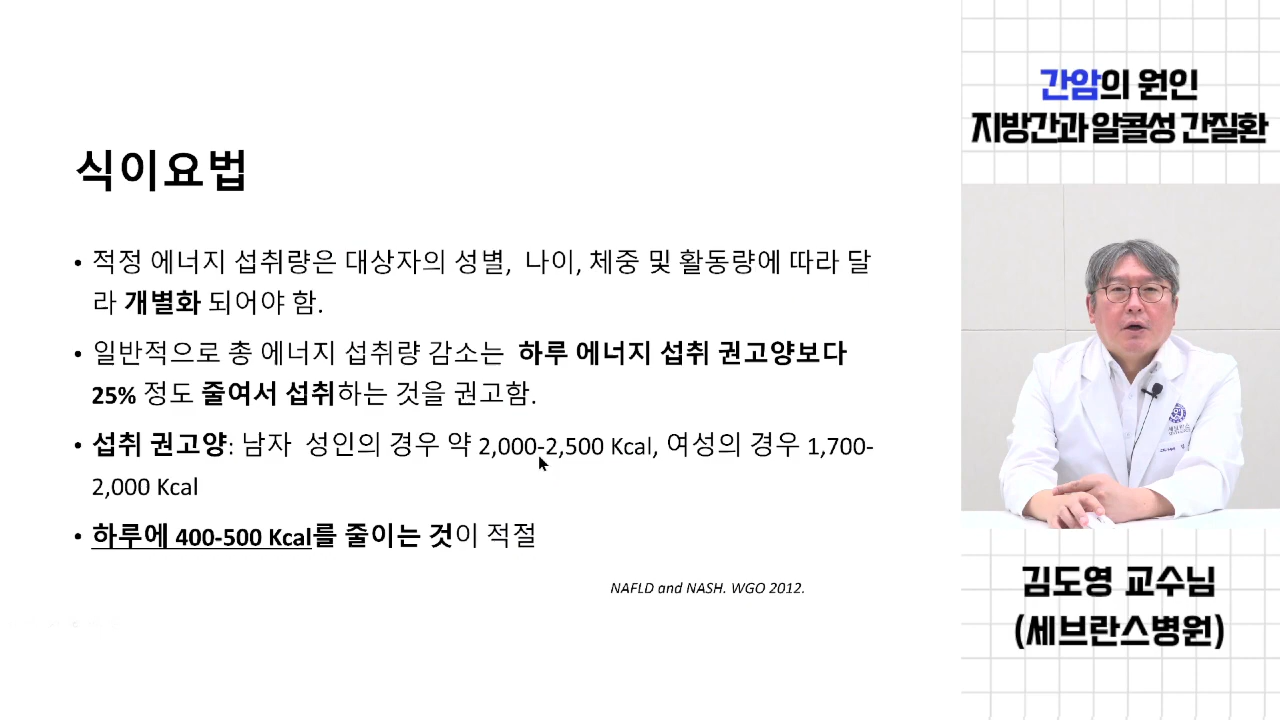 간암의 원인
지방간과 알콜성 간질환
식이요법
• 적정 에너지 섭취량은 대상자의 성별, 나이, 체중 및 활동량에 따라 달
라 개별화 되어야 함.
• 일반적으로 총 에너지 섭취량 감소는 하루 에너지 섭취 권고양보다
25% 정도 줄여서 섭취하는 것을 권고함.
• 섭취 권고양: 남자 성인의 경우 약 2,000-2,500 Kcal, 여성의 경우 1,700-
2,000 Kcal
• 하루에 400-500 Kcal를 줄이는 것이 적절
NAFLD and NASH. WGO 2012.
김도영 교수님
(세브란스병원)